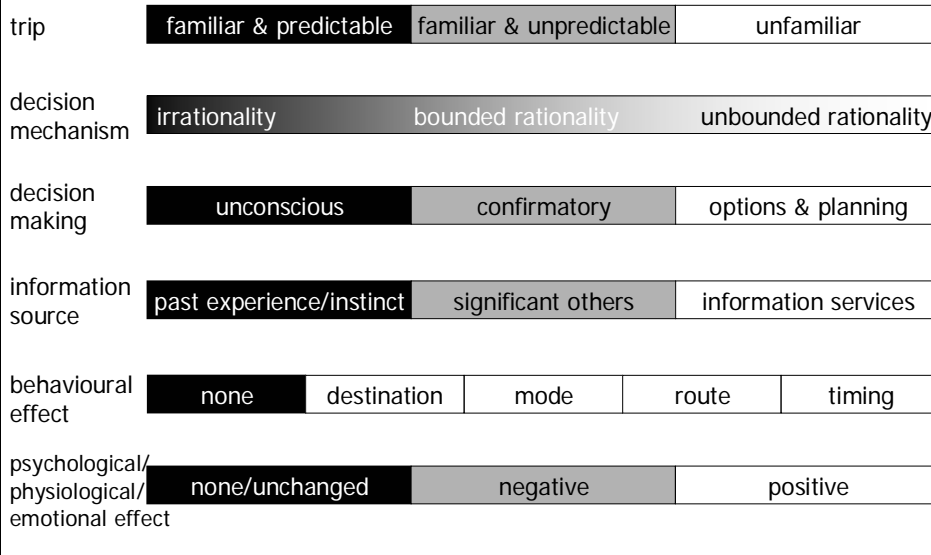 trip familiar & predictable familiar & unpredictable unfamiliar
decision
mechanism irrationality bounded rationality unbounded rationality
decision
making unconscious confirmatory options & planning
information
source past experience/instinct significant others information services
behavioural
effect none destination mode route timing
psychological/
physiological/ none/unchanged negative positive
emotional effect